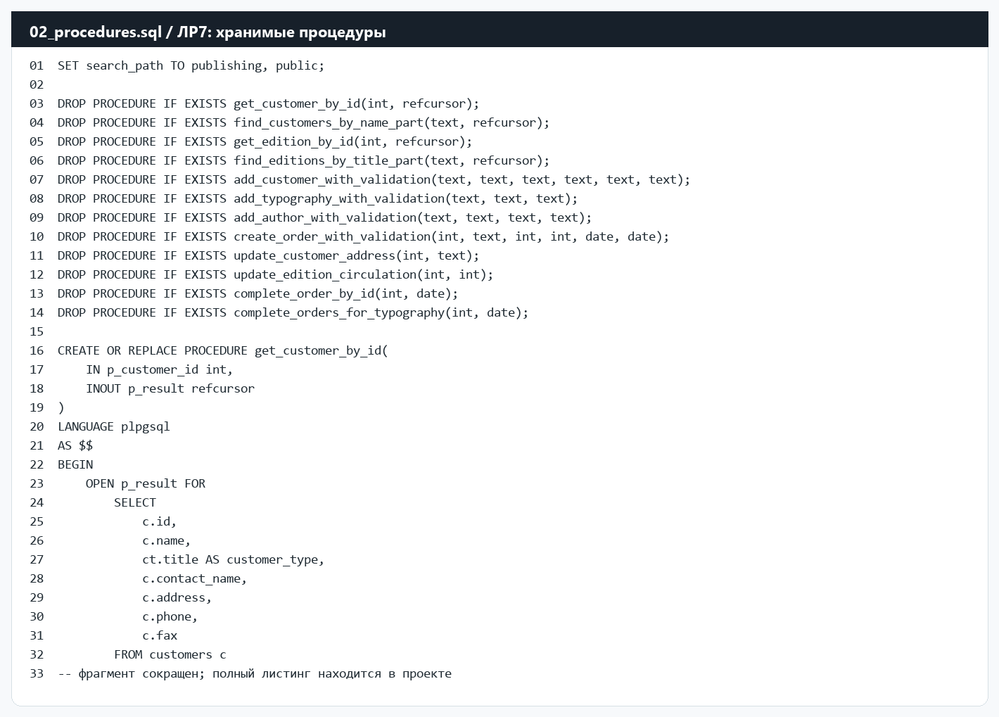 02_procedures.sql / ЛР7: хранимые процедуры
01 SET search_path TO publishing, public;
02
03 DROP PROCEDURE IF EXISTS get_customer_by_id(int, refcursor);
04 DROP PROCEDURE IF EXISTS find_customers_by_name_part(text, refcursor);
05 DROP PROCEDURE IF EXISTS get_edition_by_id(int, refcursor);
06 DROP PROCEDURE IF EXISTS find_editions_by_title_part(text, refcursor);
07 DROP PROCEDURE IF EXISTS add_customer_with_validation(text, text, text, text, text, text);
08 DROP PROCEDURE IF EXISTS add_typography_with_validation(text, text, text);
09 DROP PROCEDURE IF EXISTS add_author_with_validation(text, text, text, text);
10 DROP PROCEDURE IF EXISTS create_order_with_validation(int, text, int, int, date, date);
11 DROP PROCEDURE IF EXISTS update_customer_address(int, text);
12 DROP PROCEDURE IF EXISTS update_edition_circulation(int, int);
13 DROP PROCEDURE IF EXISTS complete_order_by_id(int, date);
14 DROP PROCEDURE IF EXISTS complete_orders_for_typography(int, date);
15
16 CREATE OR REPLACE PROCEDURE get_customer_by_id(
17     IN p_customer_id int,
18     INOUT p_result refcursor
19 )
20 LANGUAGE plpgsql
21 AS $$
22 BEGIN
23     OPEN p_result FOR
24         SELECT
25             c.id,
26             c.name,
27             ct.title AS customer_type,
28             c.contact_name,
29             c.address,
30             c.phone,
31             c.fax
32         FROM customers c
33 -- фрагмент сокращен; полный листинг находится в проекте